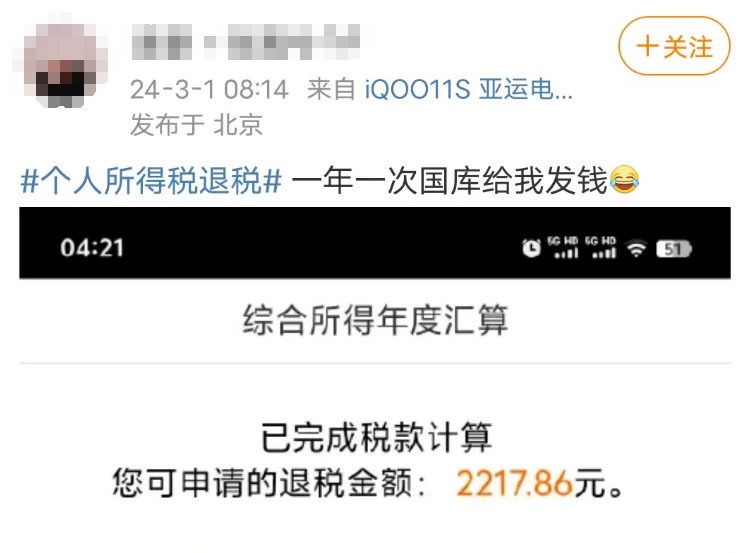 +关注
24-3-1 08:14 来自 iQOO11S 亚运电...
发布于 北京
#个人所得税退税# 一年一次国库给我发钱😂
04:21
5G HD 5G HD 51
综合所得年度汇算
已完成税款计算
您可申请的退税金额：2217.86元。